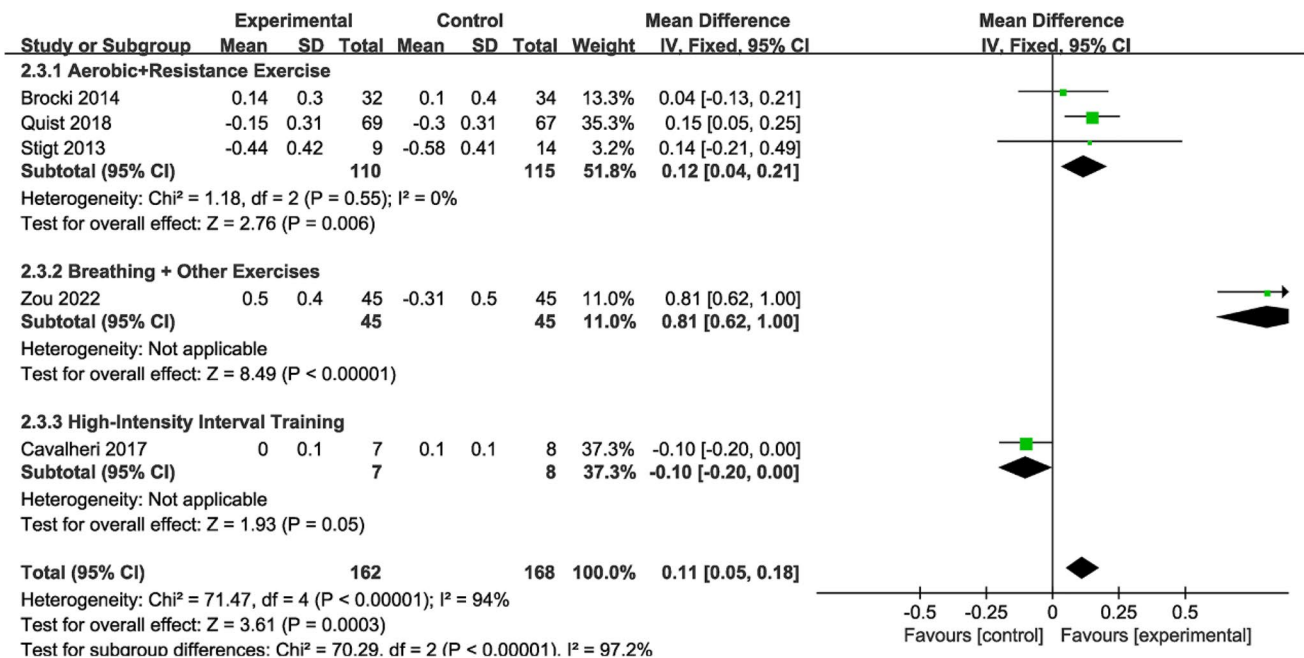 Experimental Control Mean Difference Mean Difference
Study or Subgroup Mean SD Total Mean SD Total Weight IV, Fixed, 95% CI IV, Fixed, 95% CI
2.3.1 Aerobic+Resistance Exercise
Brocki 2014 0.14 0.3 32 0.1 0.4 34 13.3% 0.04 [-0.13, 0.21]
Quist 2018 -0.15 0.31 69 -0.3 0.31 67 35.3% 0.15 [0.05, 0.25]
Stigt 2013 -0.44 0.42 9 -0.58 0.41 14 3.2% 0.14 [-0.21, 0.49]
Subtotal (95% CI) 110 115 51.8% 0.12 [0.04, 0.21]
Heterogeneity: Chi² = 1.18, df = 2 (P = 0.55); I² = 0%
Test for overall effect: Z = 2.76 (P = 0.006)
2.3.2 Breathing + Other Exercises
Zou 2022 0.5 0.4 45 -0.31 0.5 45 11.0% 0.81 [0.62, 1.00]
Subtotal (95% CI) 45 45 11.0% 0.81 [0.62, 1.00]
Heterogeneity: Not applicable
Test for overall effect: Z = 8.49 (P < 0.00001)
2.3.3 High-Intensity Interval Training
Cavalheri 2017 0 0.1 7 0.1 0.1 8 37.3% -0.10 [-0.20, 0.00]
Subtotal (95% CI) 7 8 37.3% -0.10 [-0.20, 0.00]
Heterogeneity: Not applicable
Test for overall effect: Z = 1.93 (P = 0.05)
Total (95% CI) 162 168 100.0% 0.11 [0.05, 0.18]
Heterogeneity: Chi² = 71.47, df = 4 (P < 0.00001); I² = 94%
Test for overall effect: Z = 3.61 (P = 0.0003)
Test for subgroup differences: Chi² = 70.29, df = 2 (P < 0.00001), I² = 97.2%
-0.5 -0.25 0 0.25 0.5
Favours [control] Favours [experimental]